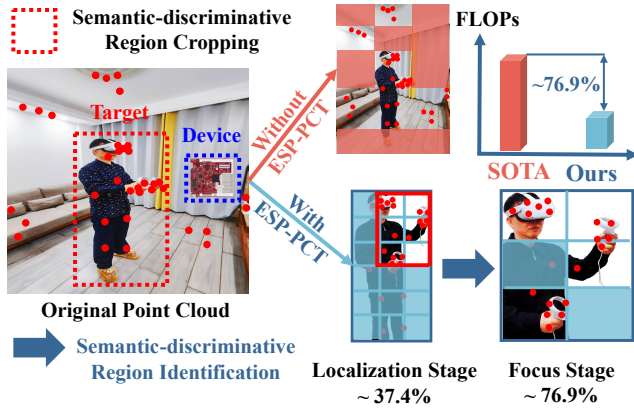 Semantic-discriminative
Region Cropping
Target
Device
Without
ESP-PCT
With
ESP-PCT
FLOPs
~76.9%
SOTA
Ours
Original Point Cloud
Semantic-discriminative
Region Identification
Localization Stage
~ 37.4%
Focus Stage
~ 76.9%